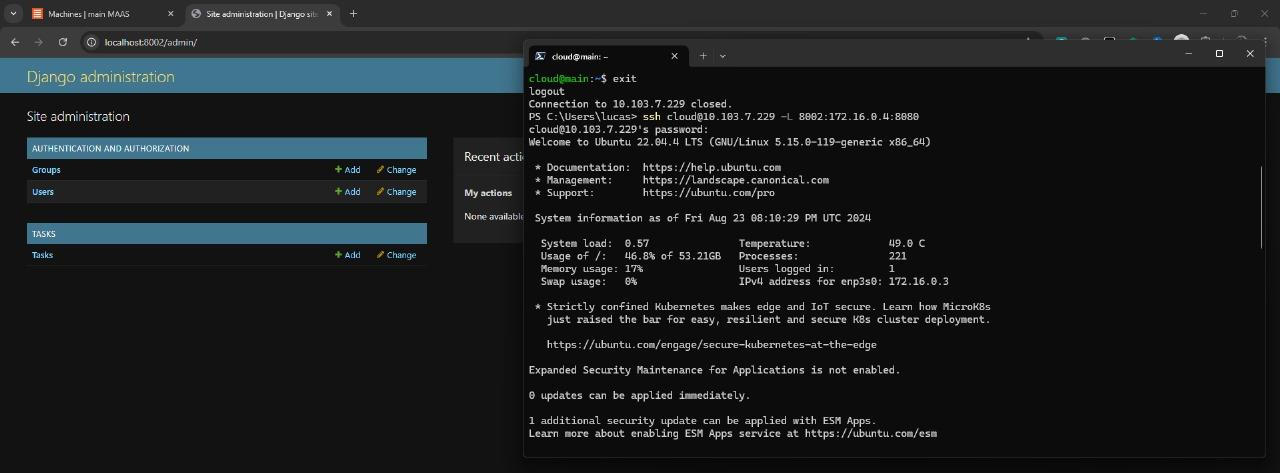 Machines | main MAAS
Site administration | Django sit
localhost:8002/admin/
Django administration
Site administration
AUTHENTICATION AND AUTHORIZATION
Groups + Add Change
Users + Add Change
TASKS
Tasks + Add Change
Recent acti
My actions
None available
cloud@main: ~
cloud@main:~$ exit
logout
Connection to 10.103.7.229 closed.
PS C:\Users\lucas> ssh cloud@10.103.7.229 -L 8002:172.16.0.4:8080
cloud@10.103.7.229's password:
Welcome to Ubuntu 22.04.4 LTS (GNU/Linux 5.15.0-119-generic x86_64)
* Documentation: https://help.ubuntu.com
* Management: https://landscape.canonical.com
* Support: https://ubuntu.com/pro
System information as of Fri Aug 23 08:10:29 PM UTC 2024
System load: 0.57 Temperature: 49.0 C
Usage of /: 46.8% of 53.21GB Processes: 221
Memory usage: 17% Users logged in: 1
Swap usage: 0% IPv4 address for enp3s0: 172.16.0.3
* Strictly confined Kubernetes makes edge and IoT secure. Learn how MicroK8s
just raised the bar for easy, resilient and secure K8s cluster deployment.
https://ubuntu.com/engage/secure-kubernetes-at-the-edge
Expanded Security Maintenance for Applications is not enabled.
0 updates can be applied immediately.
1 additional security update can be applied with ESM Apps.
Learn more about enabling ESM Apps service at https://ubuntu.com/esm